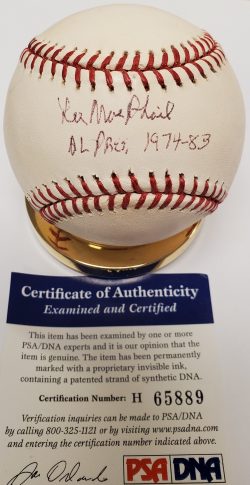 Lee MacPhail
AL Pres, 1974-83
Certificate of Authenticity
Examined and Certified
This item has been examined by one or more
PSA/DNA experts and it is our opinion that the
item is genuine. The item has been permanently
marked with a proprietary invisible ink,
containing a patented strand of synthetic DNA.
Certification Number: H 65889
Verification inquiries can be made to PSA/DNA
by calling 800-325-1121 or by visiting www.psadna.com
and entering the certification number indicated above.
PSA DNA